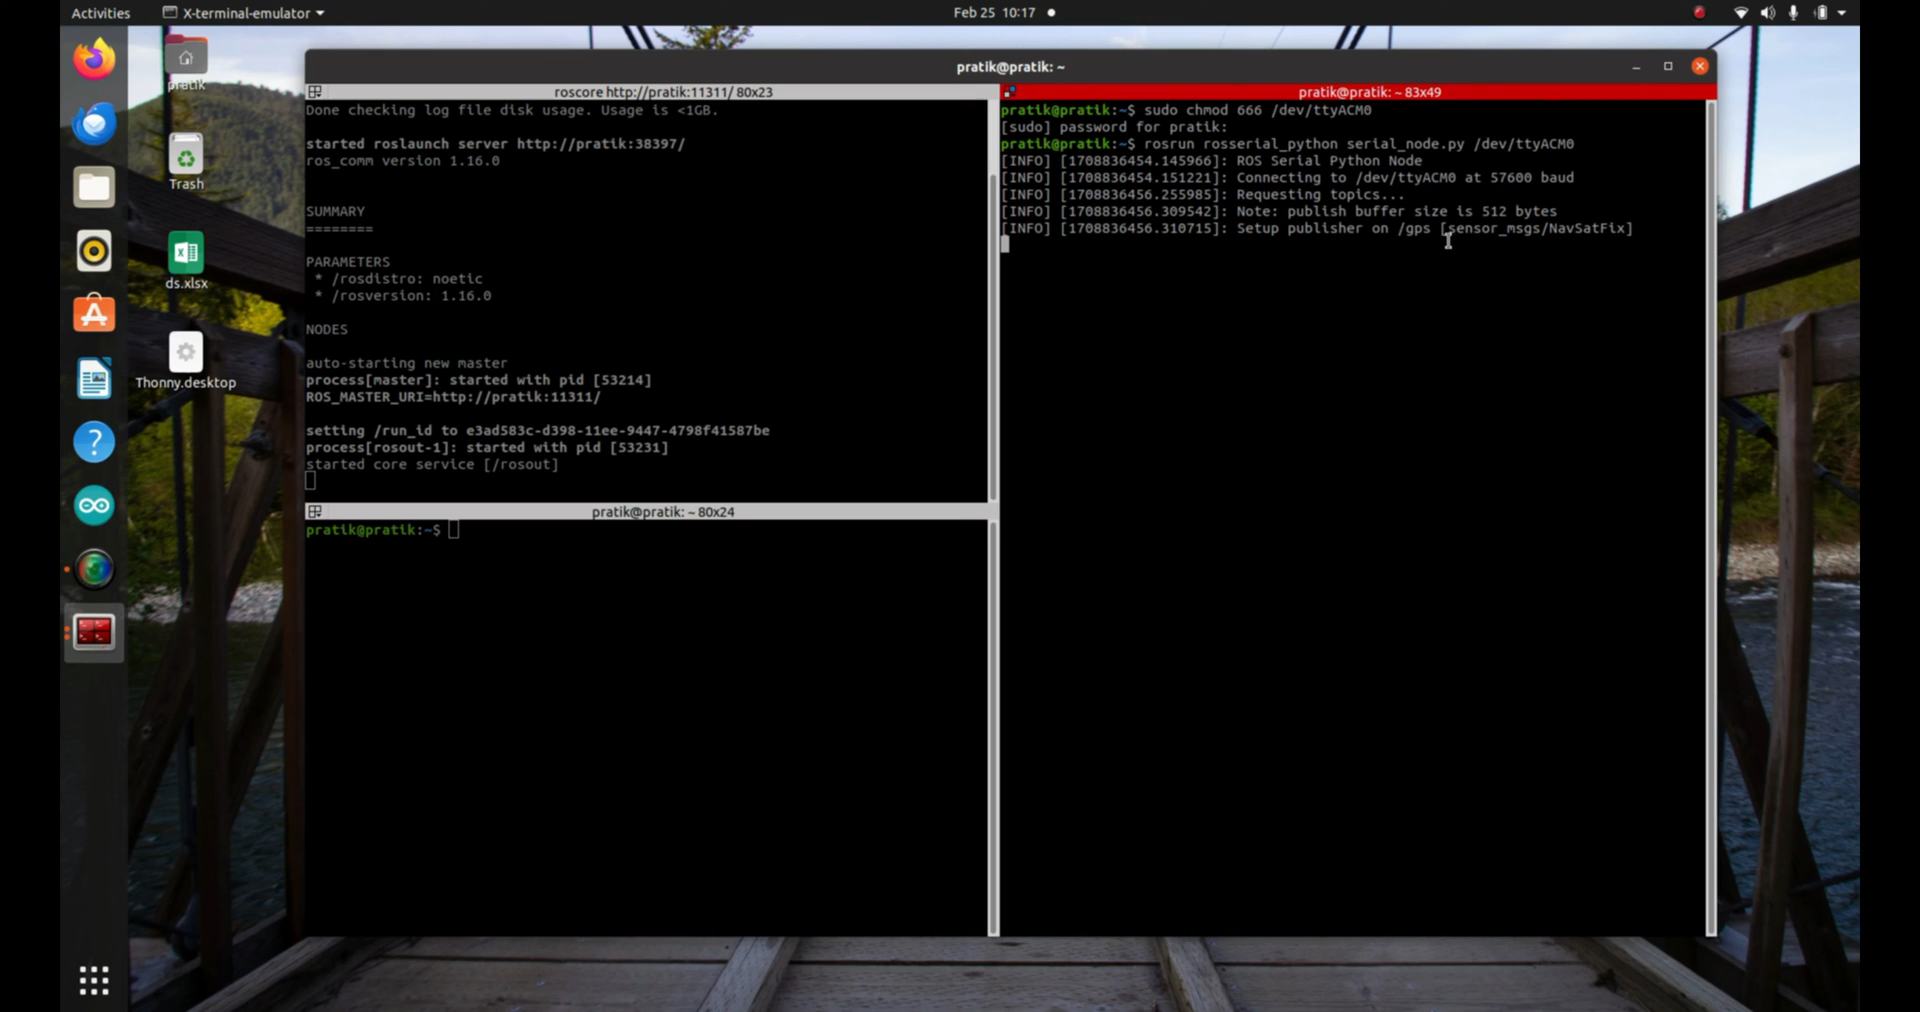 Activities
X-terminal-emulator
Feb 25 10:17
pratik
Trash
ds.xlsx
Thonny.desktop
pratik@pratik: ~
roscore http://pratik:11311/ 80x23
Done checking log file disk usage. Usage is <1GB.
started roslaunch server http://pratik:38397/
ros_comm version 1.16.0
SUMMARY
========
PARAMETERS
* /rosdistro: noetic
* /rosversion: 1.16.0
NODES
auto-starting new master
process[master]: started with pid [53214]
ROS_MASTER_URI=http://pratik:11311/
setting /run_id to e3ad583c-d398-11ee-9447-4798f41587be
process[rosout-1]: started with pid [53231]
started core service [/rosout]
pratik@pratik: ~ 80x24
pratik@pratik:~$
pratik@pratik: ~ 83x49
pratik@pratik:~$ sudo chmod 666 /dev/ttyACM0
[sudo] password for pratik:
pratik@pratik:~$ rosrun rosserial_python serial_node.py /dev/ttyACM0
[INFO] [1708836454.145966]: ROS Serial Python Node
[INFO] [1708836454.151221]: Connecting to /dev/ttyACM0 at 57600 baud
[INFO] [1708836456.255985]: Requesting topics...
[INFO] [1708836456.309542]: Note: publish buffer size is 512 bytes
[INFO] [1708836456.310715]: Setup publisher on /gps [sensor_msgs/NavSatFix]